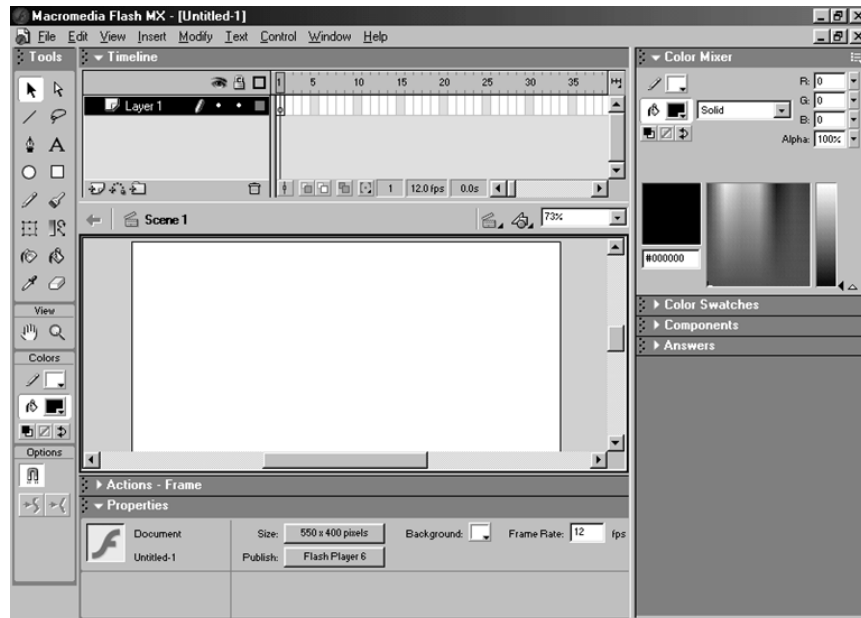 Macromedia Flash MX - [Untitled-1]
File Edit View Insert Modify Text Control Window Help
Tools
Timeline
1 5 10 15 20 25 30 35
Layer 1
1 12.0 fps 0.0s
Scene 1
73%
View
Colors
Options
Actions - Frame
Properties
Document
Untitled-1
Size: 550 x 400 pixels Background: Frame Rate: 12 fps
Publish: Flash Player 6
Color Mixer
R: 0
G: 0
Solid
B: 0
Alpha: 100%
#000000
Color Swatches
Components
Answers